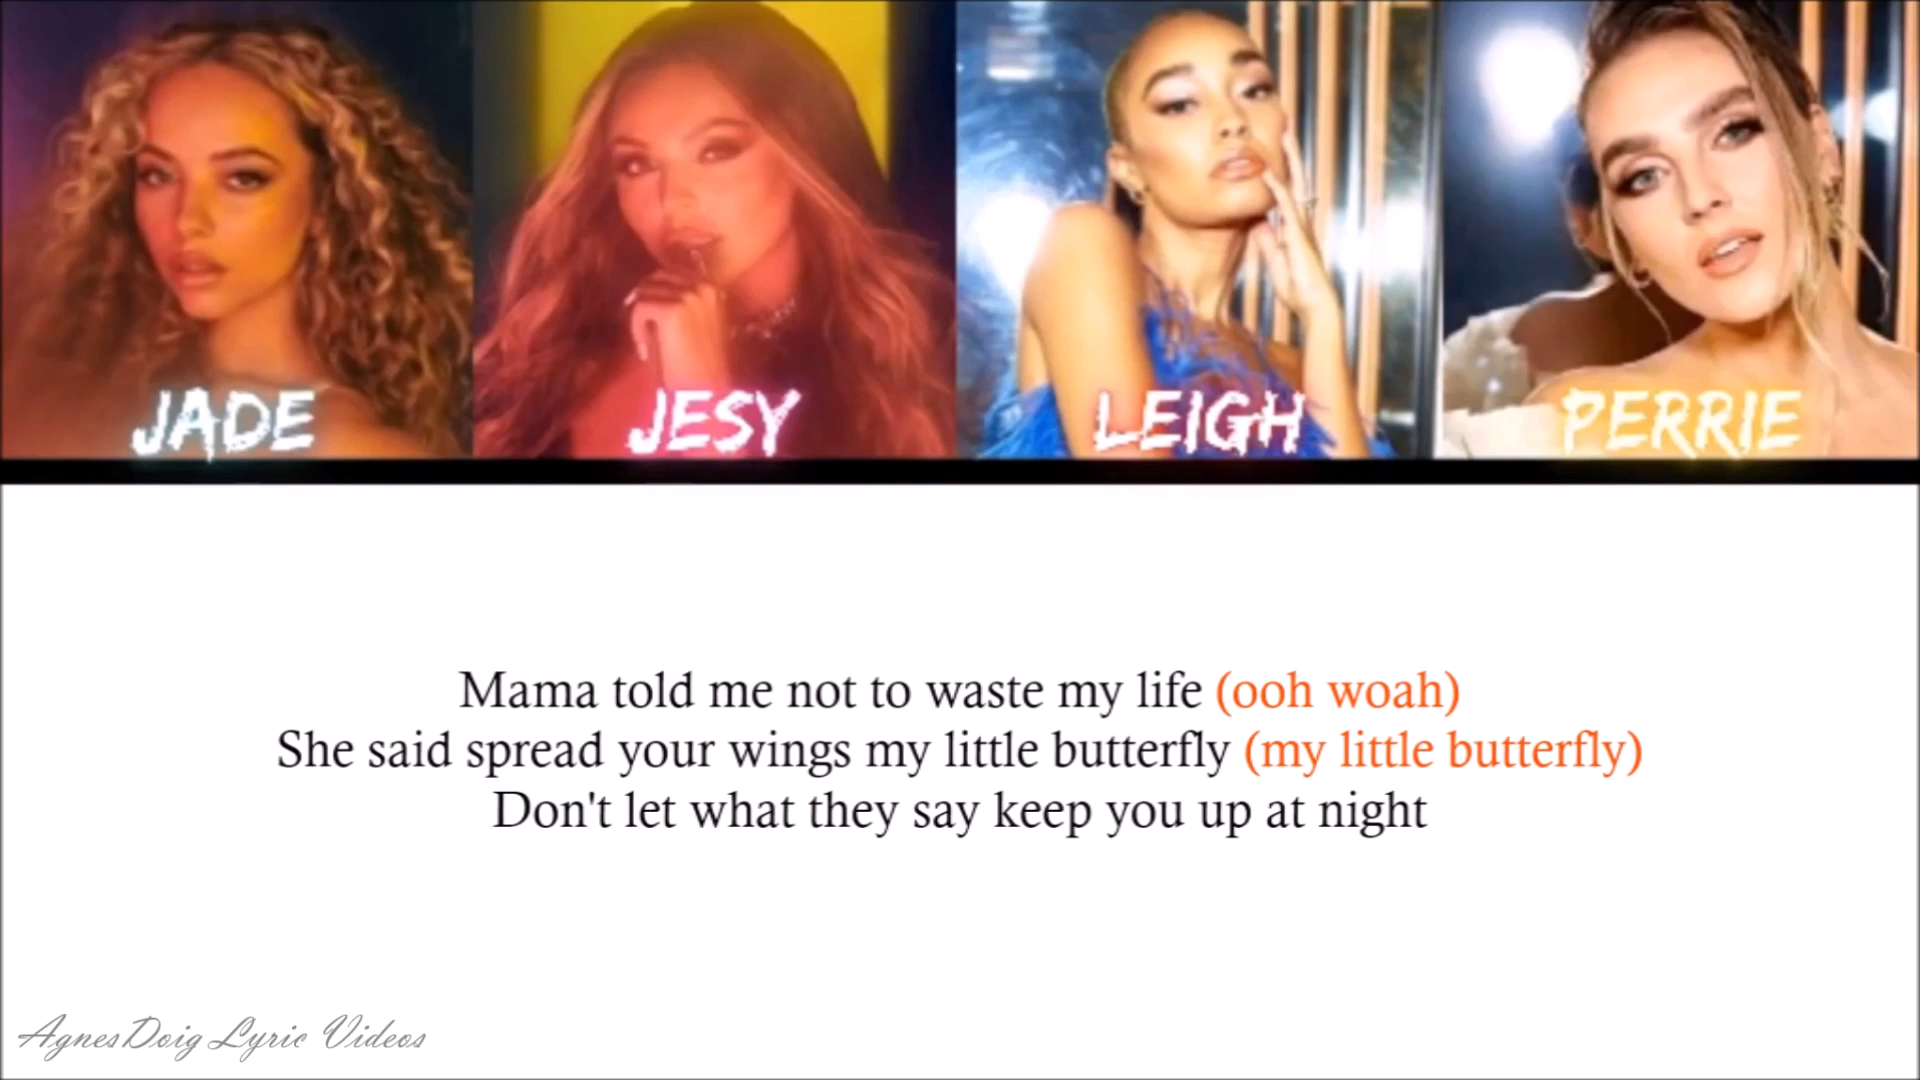 JADE JESY LEIGH PERRIE
Mama told me not to waste my life (ooh woah)
She said spread your wings my little butterfly (my little butterfly)
Don't let what they say keep you up at night
AgnesDoig Lyric Videos